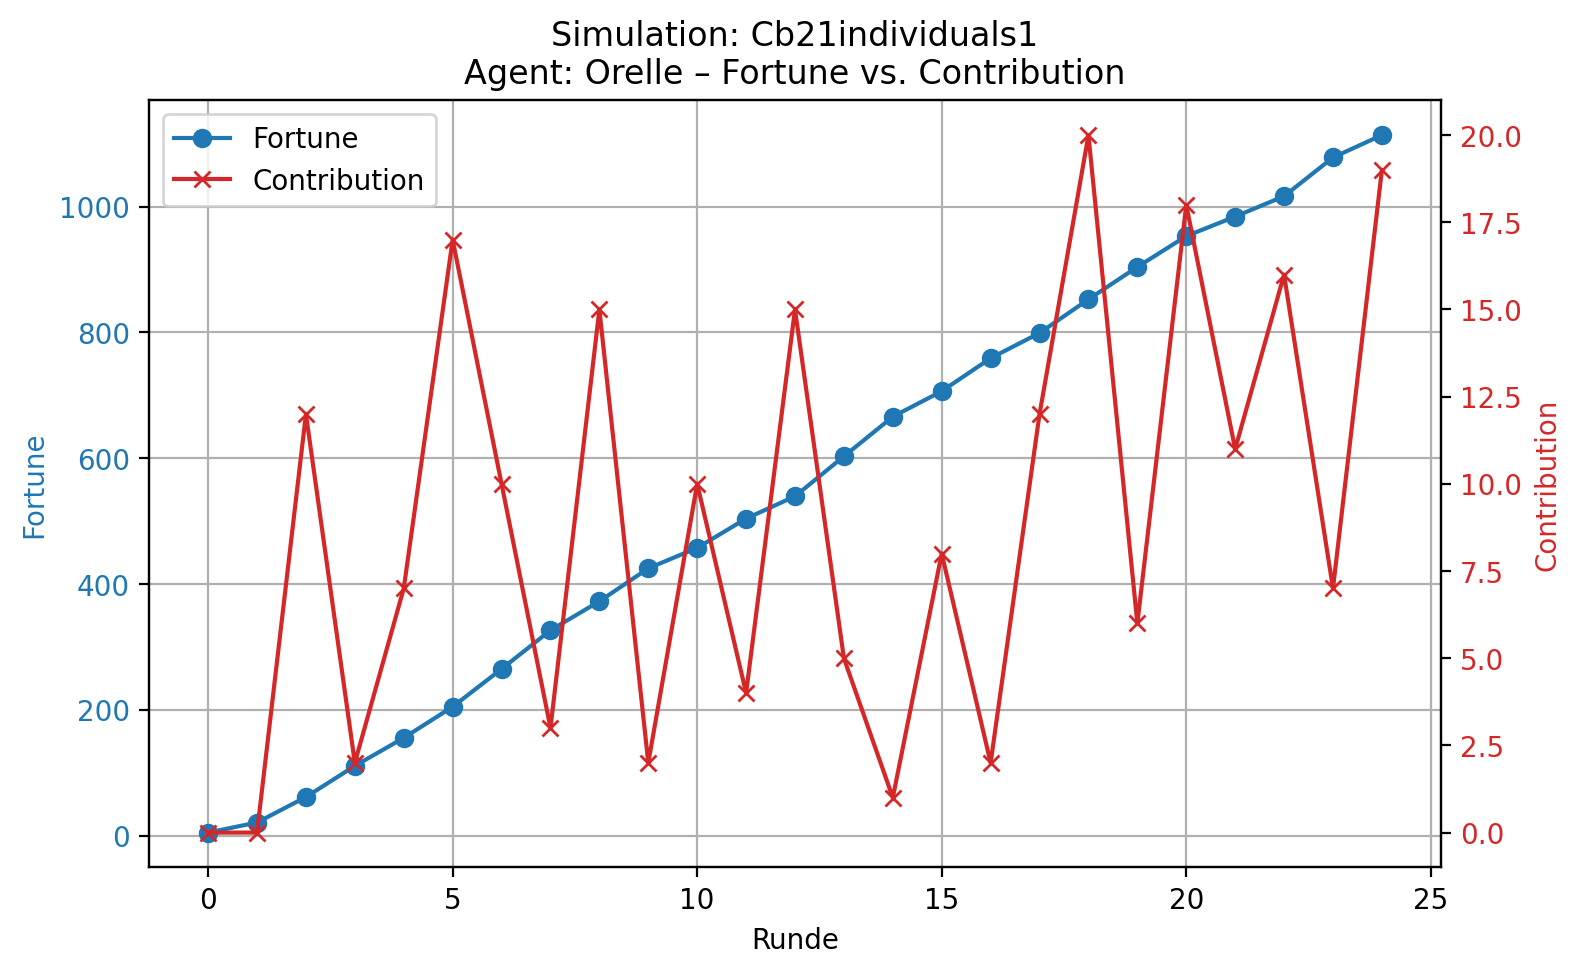 Simulation: Cb21individuals1
Agent: Orelle – Fortune vs. Contribution
Fortune
Contribution
1000
800
600
400
200
0
Fortune
20.0
17.5
15.0
12.5
10.0
7.5
5.0
2.5
0.0
Contribution
0 5 10 15 20 25
Runde